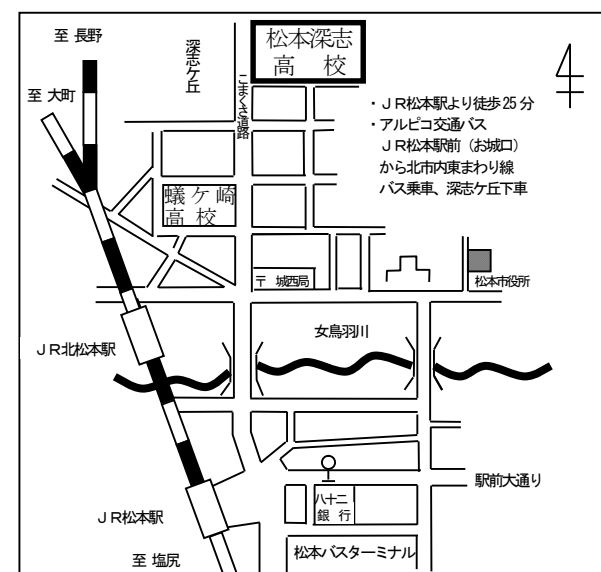 至 長野
深志ケ丘
松本深志
高 校
至 大町
こまくさ道路
・ＪＲ松本駅より徒歩25 分
・アルピコ交通バス
ＪＲ松本駅前（お城口）
から北市内東まわり線
バス乗車、深志ケ丘下車
蟻ケ崎
高 校
〒 城西局
松本市役所
女鳥羽川
ＪＲ北松本駅
駅前大通り
八十二
銀 行
ＪＲ松本駅
松本バスターミナル
至 塩尻